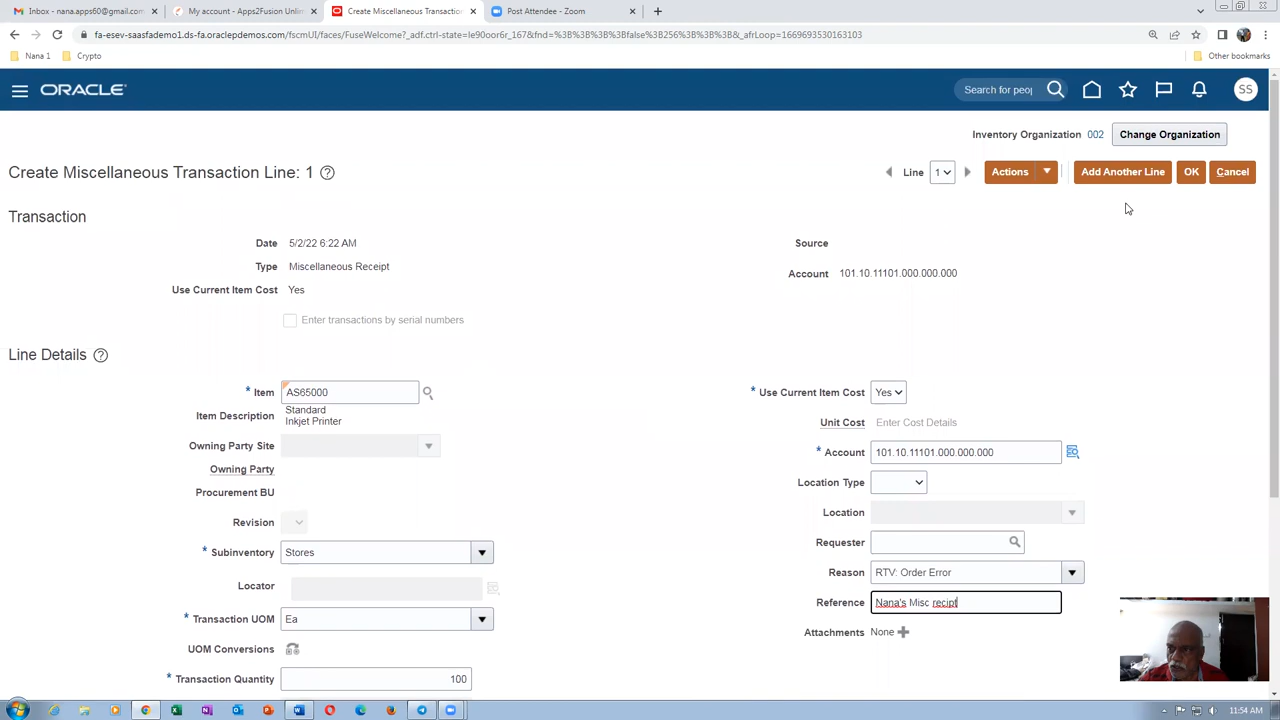 Inbox - nana.apps60@gmail.com
My account - Apps2Fusion Unlim
Create Miscellaneous Transactio
Post Attendee - Zoom
fa-esev-saasfademo1.ds-fa.oraclepdemos.com/fscmUI/faces/FuseWelcome?_adf.ctrl-state=le90oor6r_167&fnd=%3B%3B%3B%3Bfalse%3B256%3B%3B%3B&_afrLoop=1669693530163103
Nana 1
Crypto
Other bookmarks
ORACLE
Search for peop
SS
Inventory Organization 002 Change Organization
Create Miscellaneous Transaction Line: 1
Line 1 Actions Add Another Line OK Cancel
Transaction
Date 5/2/22 6:22 AM
Source
Type Miscellaneous Receipt
Account 101.10.11101.000.000.000
Use Current Item Cost Yes
Enter transactions by serial numbers
Line Details
* Item AS65000
* Use Current Item Cost Yes
Item Description Standard
Inkjet Printer
Unit Cost Enter Cost Details
Owning Party Site
* Account 101.10.11101.000.000.000
Owning Party
Location Type
Procurement BU
Location
Revision
Requester
* Subinventory Stores
Reason RTV: Order Error
Locator
Reference Nana's Misc recipt
* Transaction UOM Ea
Attachments None
UOM Conversions
* Transaction Quantity 100
11:54 AM